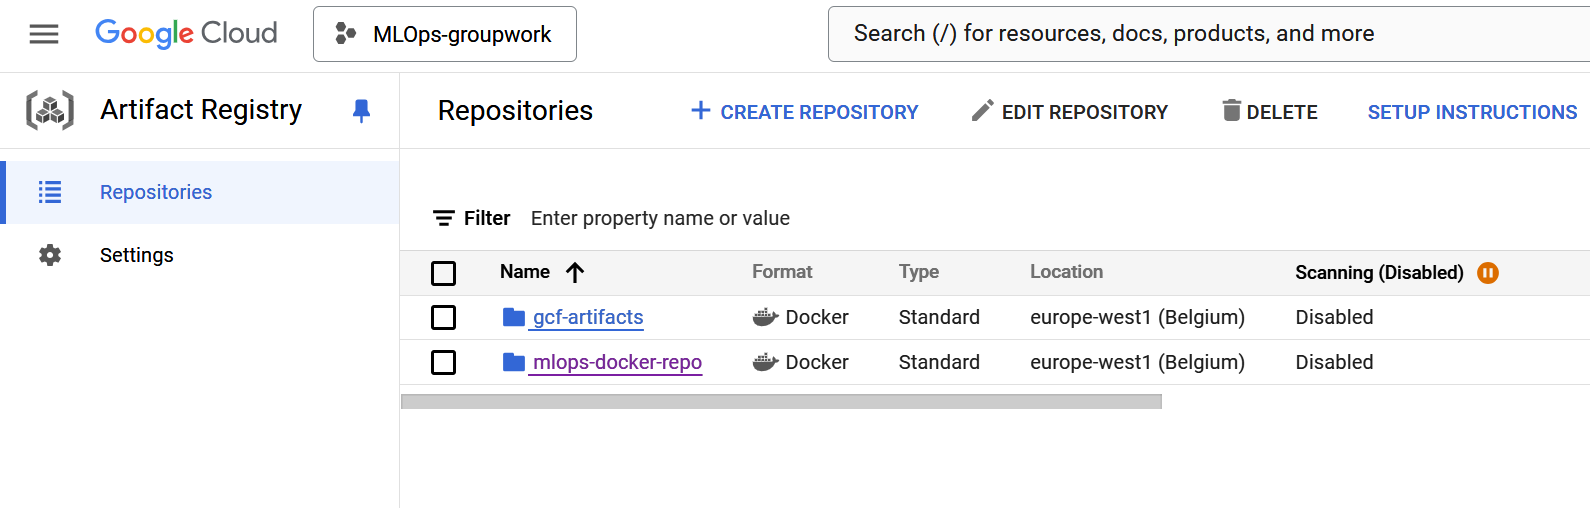 Google Cloud
MLOps-groupwork
Search (/) for resources, docs, products, and more
Artifact Registry
Repositories
CREATE REPOSITORY
EDIT REPOSITORY
DELETE
SETUP INSTRUCTIONS
Repositories
Settings
Filter Enter property name or value
Name Format Type Location Scanning (Disabled)
gcf-artifacts Docker Standard europe-west1 (Belgium) Disabled
mlops-docker-repo Docker Standard europe-west1 (Belgium) Disabled